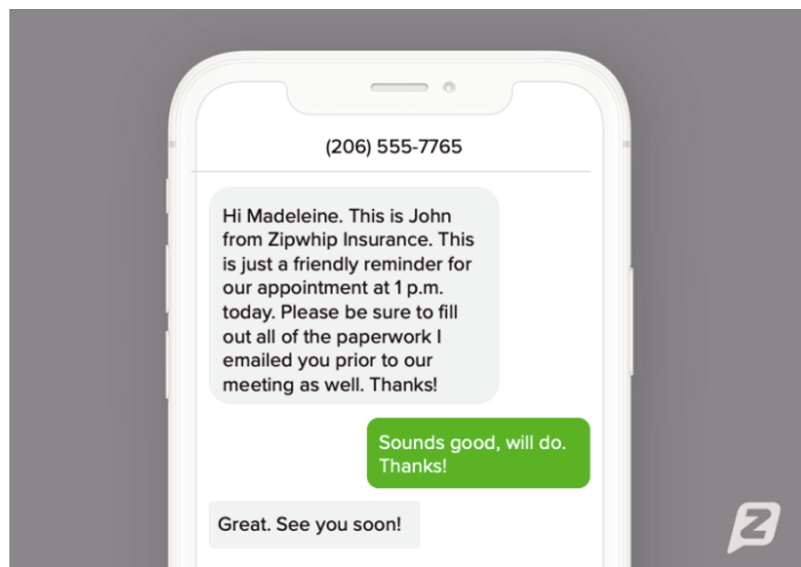 (206) 555-7765
Hi Madeleine. This is John
from Zipwhip Insurance. This
is just a friendly reminder for
our appointment at 1 p.m.
today. Please be sure to fill
out all of the paperwork I
emailed you prior to our
meeting as well. Thanks!
Sounds good, will do.
Thanks!
Great. See you soon!
Z